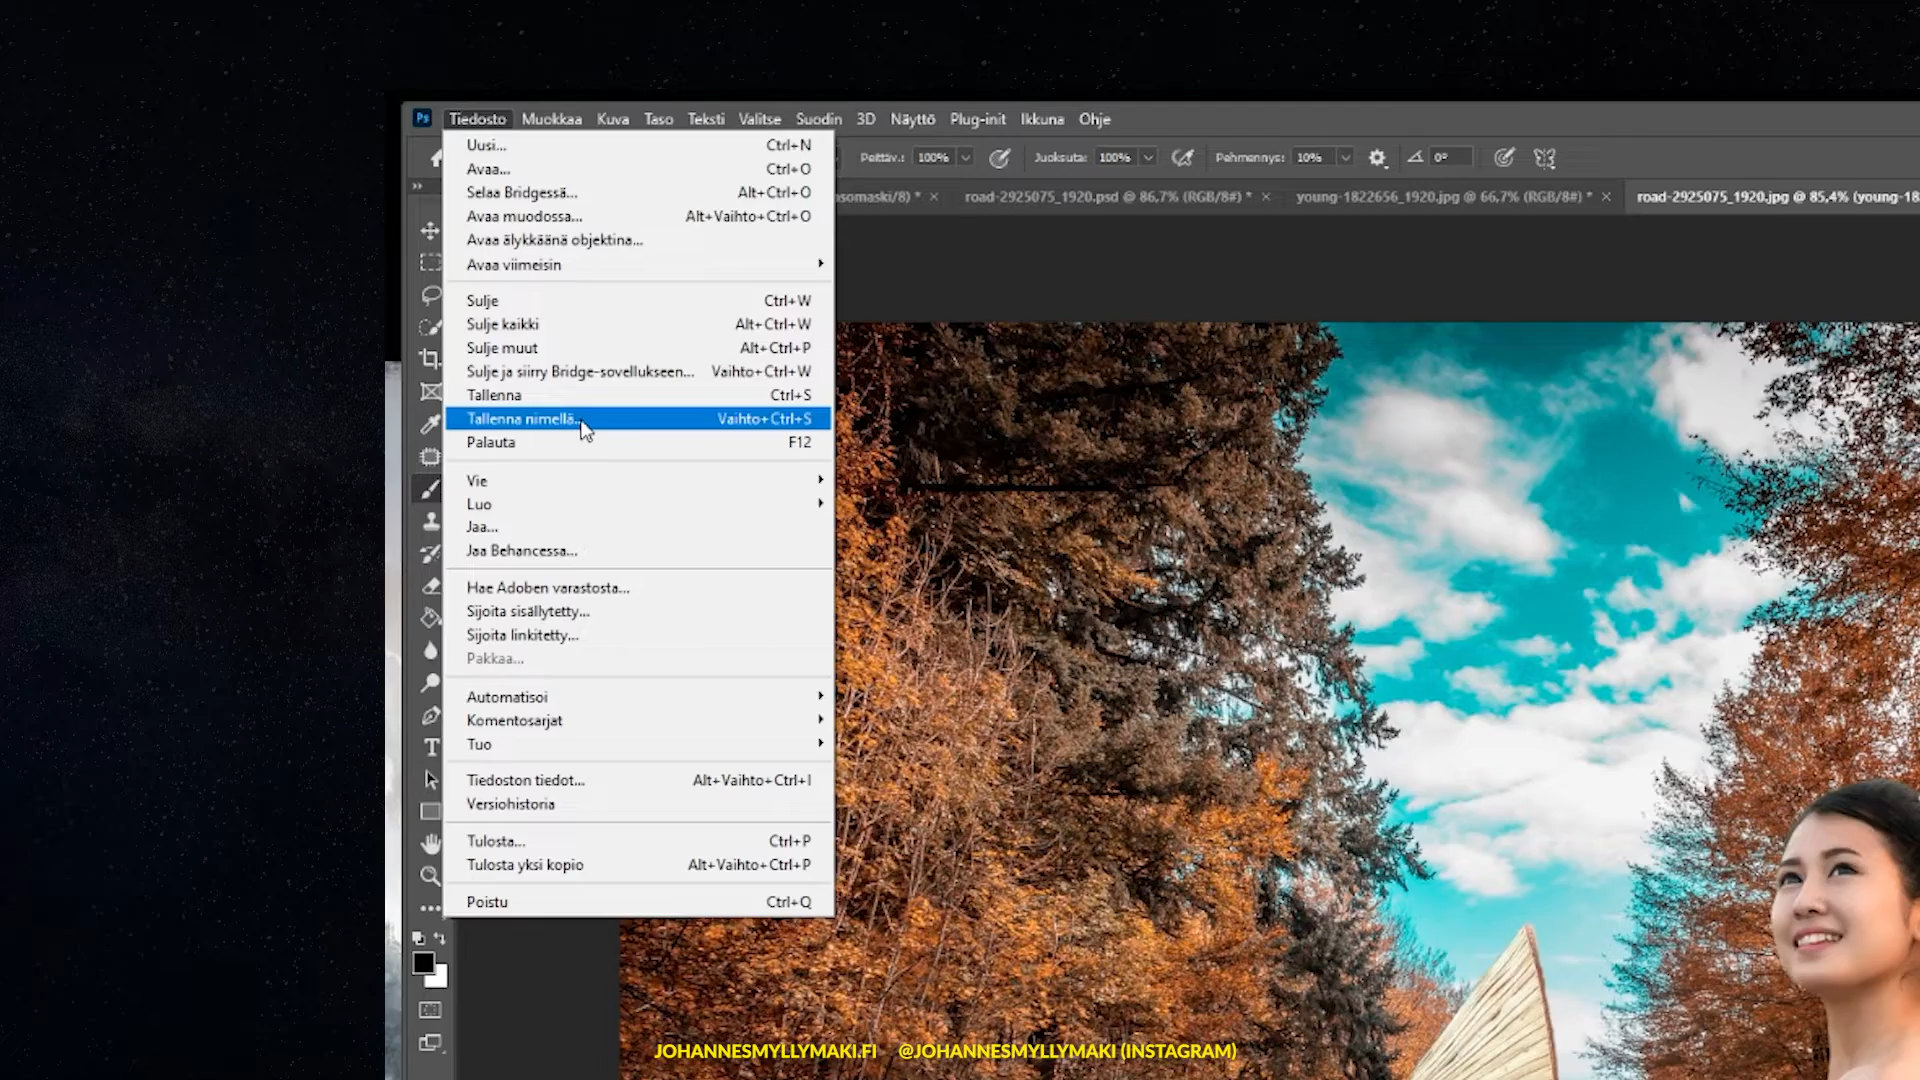 Ps Tiedosto Muokkaa Kuva Taso Teksti Valitse Suodin 3D Näyttö Plug-init Ikkuna Ohje
Peittäv.: 100% Juoksuta: 100% Pehmennys: 10% 0°
somaski/8) * × road-2925075_1920.psd @ 86,7% (RGB/8#) * × young-1822656_1920.jpg @ 66,7% (RGB/8#) * × road-2925075_1920.jpg @ 85,4% (young-18
Uusi... Ctrl+N
Avaa... Ctrl+O
Selaa Bridgessä... Alt+Ctrl+O
Avaa muodossa... Alt+Vaihto+Ctrl+O
Avaa älykkäänä objektina...
Avaa viimeisin
Sulje Ctrl+W
Sulje kaikki Alt+Ctrl+W
Sulje muut Alt+Ctrl+P
Sulje ja siirry Bridge-sovellukseen... Vaihto+Ctrl+W
Tallenna Ctrl+S
Tallenna nimellä... Vaihto+Ctrl+S
Palauta F12
Vie
Luo
Jaa...
Jaa Behancessa...
Hae Adoben varastosta...
Sijoita sisällytetty...
Sijoita linkitetty...
Pakkaa...
Automatisoi
Komentosarjat
Tuo
Tiedoston tiedot... Alt+Vaihto+Ctrl+I
Versiohistoria
Tulosta... Ctrl+P
Tulosta yksi kopio Alt+Vaihto+Ctrl+P
Poistu Ctrl+Q
JOHANNESMYLLYMAKI.FI @JOHANNESMYLLYMAKI (INSTAGRAM)